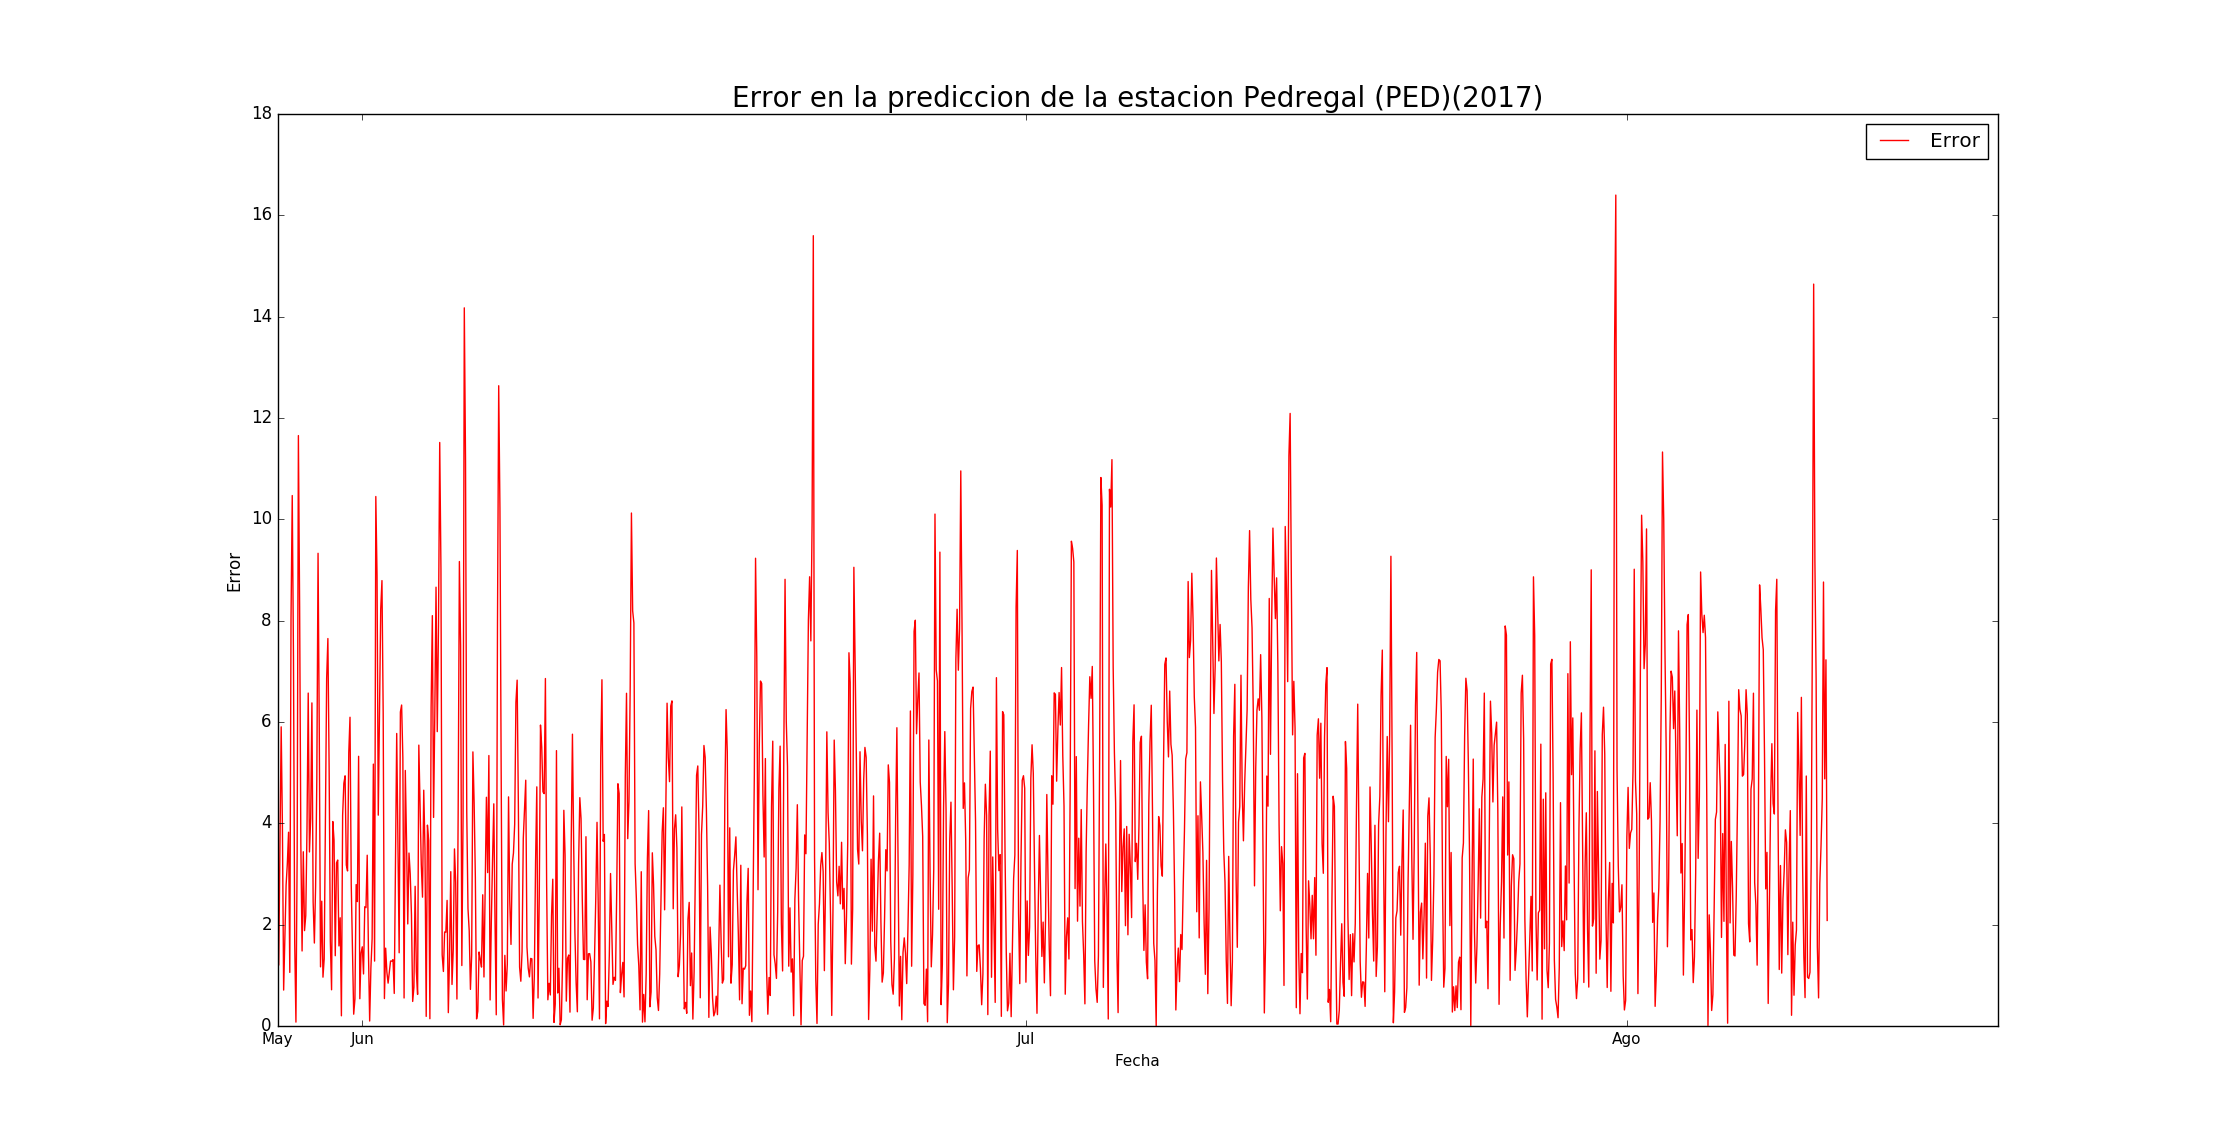 Error en la prediccion de la estacion Pedregal (PED)(2017)
Error
18
16
14
12
10
8
6
4
2
0
Error
May
Jun
Jul
Ago
Fecha